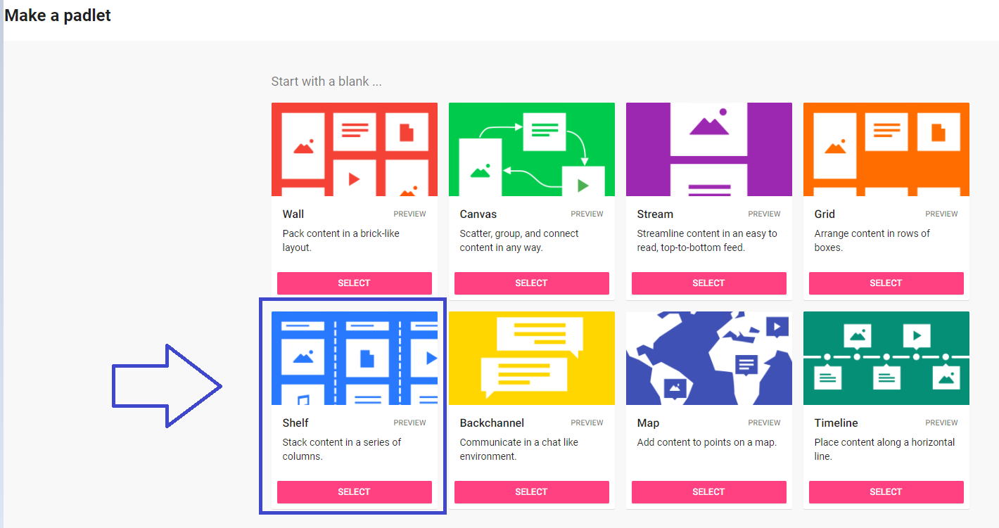 Make a padlet
Start with a blank ...
Wall PREVIEW
Pack content in a brick-like
layout.
SELECT
Canvas PREVIEW
Scatter, group, and connect
content in any way.
SELECT
Stream PREVIEW
Streamline content in an easy to
read, top-to-bottom feed.
SELECT
Grid PREVIEW
Arrange content in rows of
boxes.
SELECT
Shelf PREVIEW
Stack content in a series of
columns.
SELECT
Backchannel PREVIEW
Communicate in a chat like
environment.
SELECT
Map PREVIEW
Add content to points on a map.
SELECT
Timeline PREVIEW
Place content along a horizontal
line.
SELECT